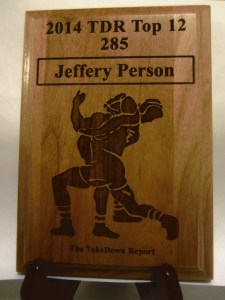 2014 TDR Top 12
285
Jeffery Person
The TakeDown Report